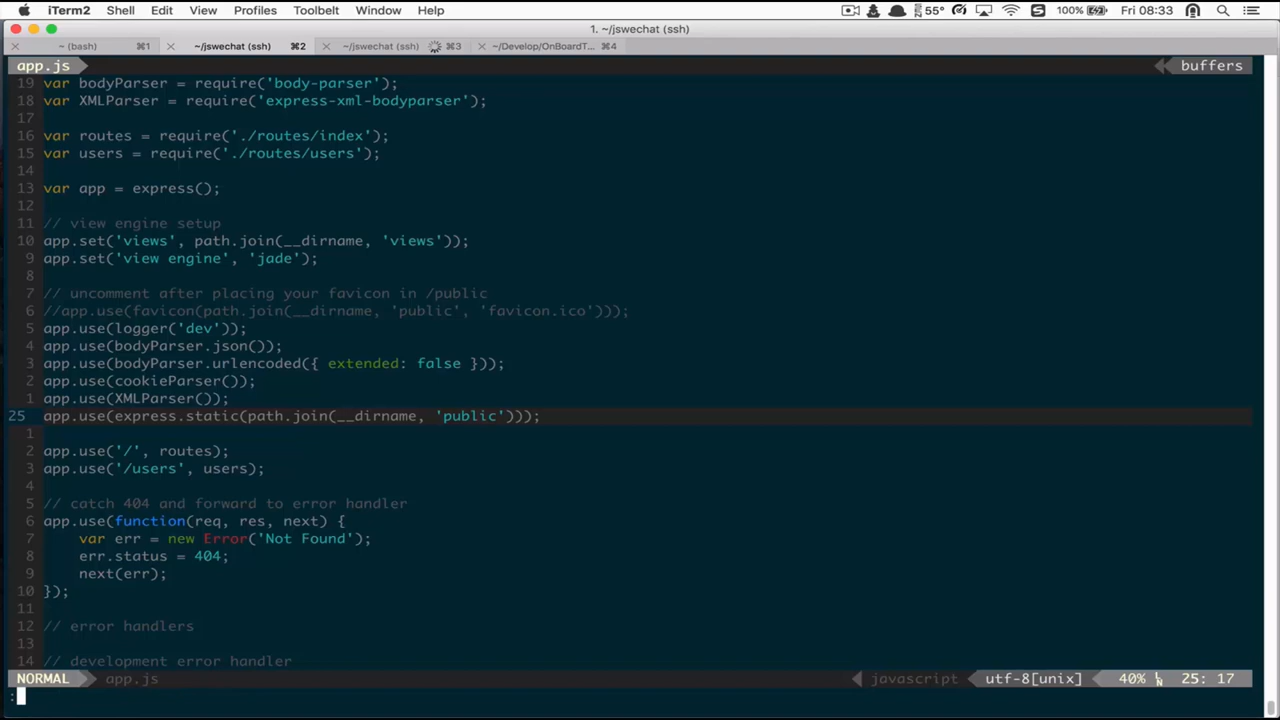 iTerm2 Shell Edit View Profiles Toolbelt Window Help 55° 100% Fri 08:33
1. ~/jswechat (ssh)
~ (bash) ⌘1 ~/jswechat (ssh) ⌘2 ~/jswechat (ssh) ⌘3 ~/Develop/OnBoardT... ⌘4
app.js buffers
19 var bodyParser = require('body-parser');
18 var XMLParser = require('express-xml-bodyparser');
17
16 var routes = require('./routes/index');
15 var users = require('./routes/users');
14
13 var app = express();
12
11 // view engine setup
10 app.set('views', path.join(__dirname, 'views'));
9 app.set('view engine', 'jade');
8
7 // uncomment after placing your favicon in /public
6 //app.use(favicon(path.join(__dirname, 'public', 'favicon.ico')));
5 app.use(logger('dev'));
4 app.use(bodyParser.json());
3 app.use(bodyParser.urlencoded({ extended: false }));
2 app.use(cookieParser());
1 app.use(XMLParser());
25 app.use(express.static(path.join(__dirname, 'public')));
1
2 app.use('/', routes);
3 app.use('/users', users);
4
5 // catch 404 and forward to error handler
6 app.use(function(req, res, next) {
7 var err = new Error('Not Found');
8 err.status = 404;
9 next(err);
10 });
11
12 // error handlers
13
14 // development error handler
NORMAL app.js javascript utf-8[unix] 40% 25: 17
: